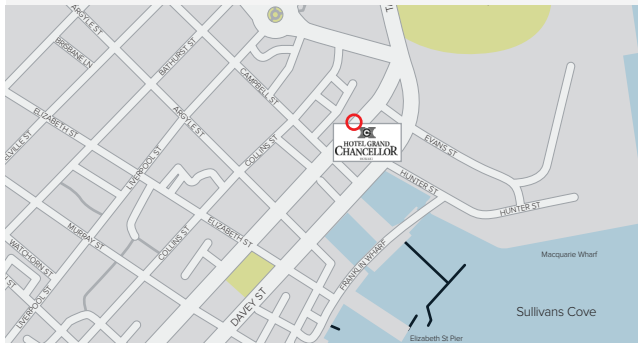 ARGYLE ST
BRISBANE LN
BATHURST ST
CAMPBELL ST
ELIZABETH ST
ARGYLE ST
COLLINS ST
LIVERPOOL ST
HOTEL GRAND
CHANCELLOR
EVANS ST
HUNTER ST
HUNTER ST
ELIZABETH ST
MURRAY ST
COLLINS ST
WATCHORN ST
LIVERPOOL ST
FRANKLIN WHARF
DAVEY ST
Macquarie Wharf
Sullivans Cove
Elizabeth St Pier